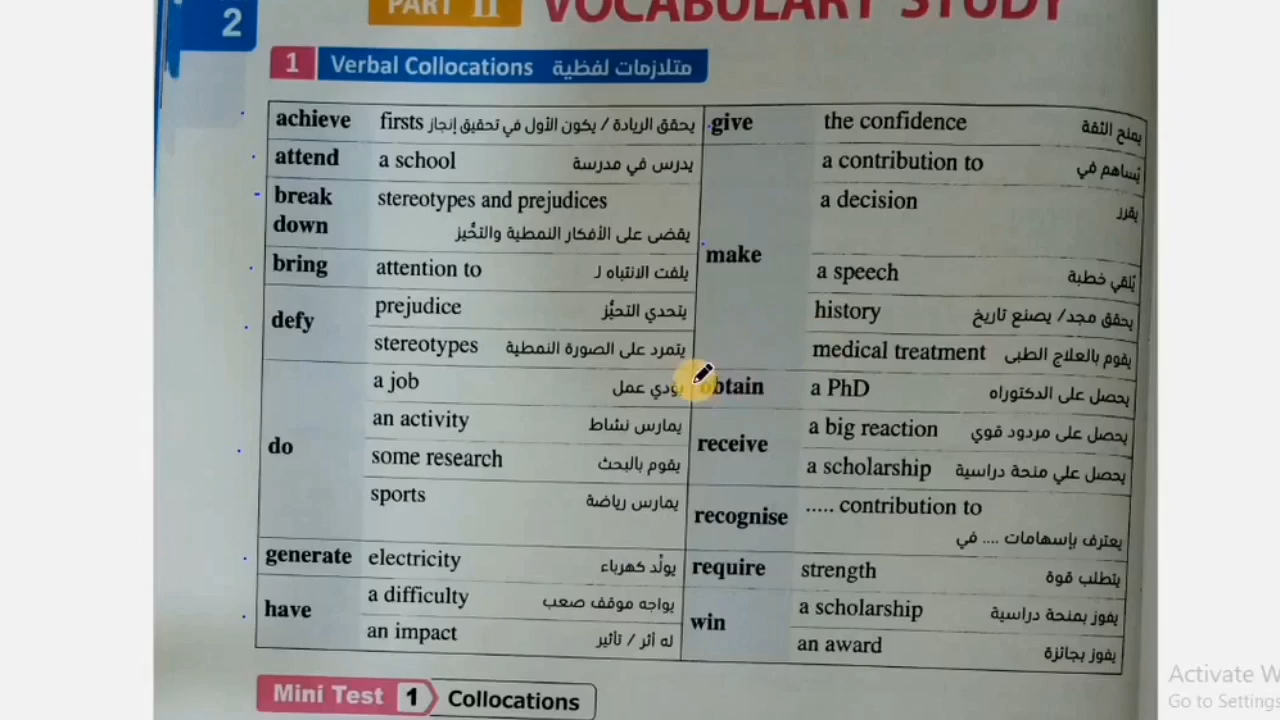 2
PART II VOCABULARY STUDY
1 Verbal Collocations متلازمات لفظية
achieve firsts يحقق الريادة / يكون الأول في تحقيق إنجاز
attend a school يدرس في مدرسة
break down stereotypes and prejudices
يقضى على الأفكار النمطية والتحُّيز
bring attention to يلفت الانتباه لـ
defy prejudice يتحدي التحيُّز
stereotypes يتمرد على الصورة النمطية
do a job يؤدي عمل
an activity يمارس نشاط
some research يقوم بالبحث
sports يمارس رياضة
generate electricity يولِّد كهرباء
have a difficulty يواجه موقف صعب
an impact له أثر / تأثير
give the confidence يمنح الثقة
make a contribution to يُساهم في
a decision يقرر
a speech يُلقي خطبة
history يحقق مجد/ يصنع تاريخ
medical treatment يقوم بالعلاج الطبى
obtain a PhD يحصل على الدكتوراه
receive a big reaction يحصل على مردود قوي
a scholarship يحصل علي منحة دراسية
recognise ..... contribution to
يعترف بإسهامات .... في
require strength يتطلب قوة
win a scholarship يفوز بمنحة دراسية
an award يفوز بجائزة
Mini Test 1 Collocations
Activate W
Go to Settings